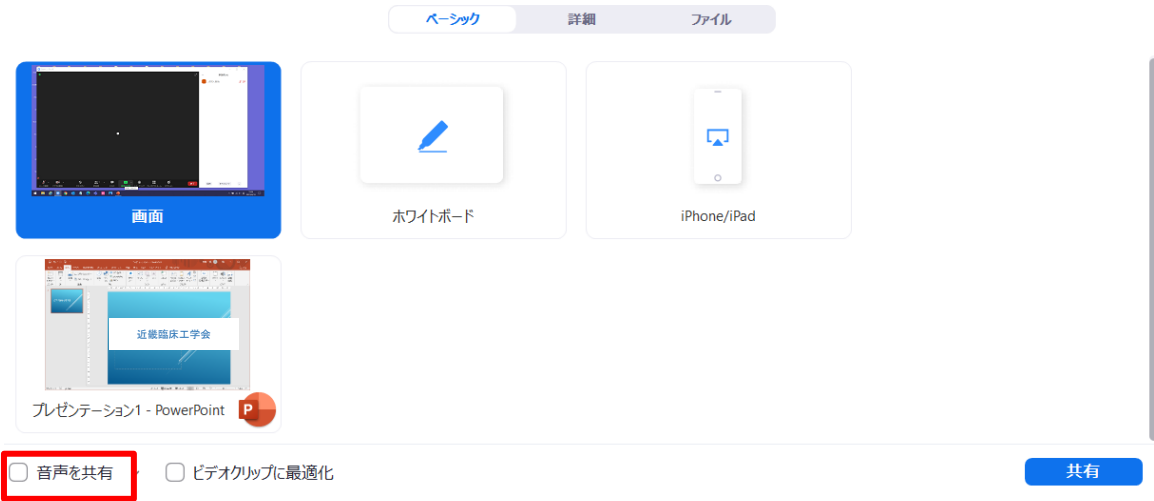 ベーシック
詳細
ファイル
画面
ホワイトボード
iPhone/iPad
近畿臨床工学会
プレゼンテーション1 - PowerPoint
P
音声を共有
ビデオクリップに最適化
共有